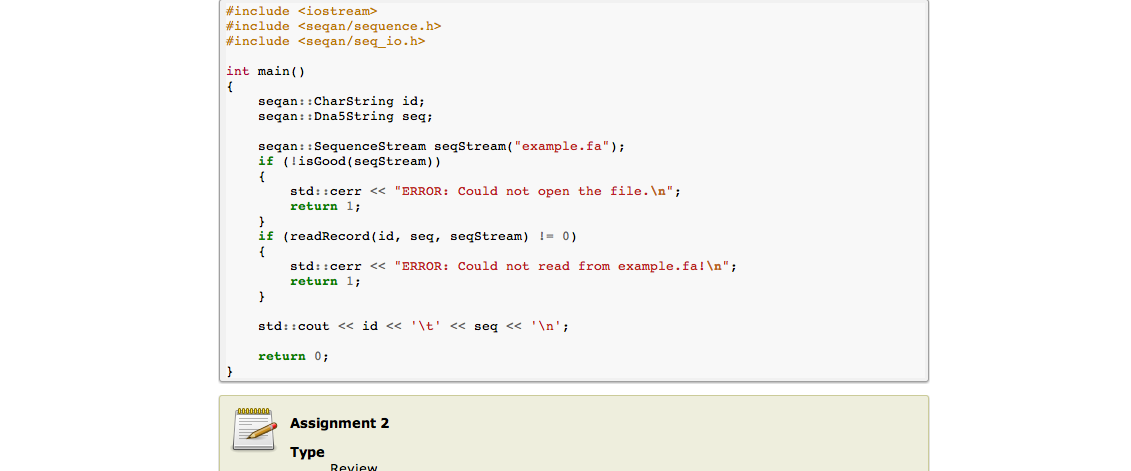 #include <iostream>
#include <seqan/sequence.h>
#include <seqan/seq_io.h>
int main()
{
    seqan::CharString id;
    seqan::Dna5String seq;
    seqan::SequenceStream seqStream("example.fa");
    if (!isGood(seqStream))
    {
        std::cerr << "ERROR: Could not open the file.\n";
        return 1;
    }
    if (readRecord(id, seq, seqStream) != 0)
    {
        std::cerr << "ERROR: Could not read from example.fa!\n";
        return 1;
    }
    std::cout << id << '\t' << seq << '\n';
    return 0;
}
Assignment 2
Type
Review